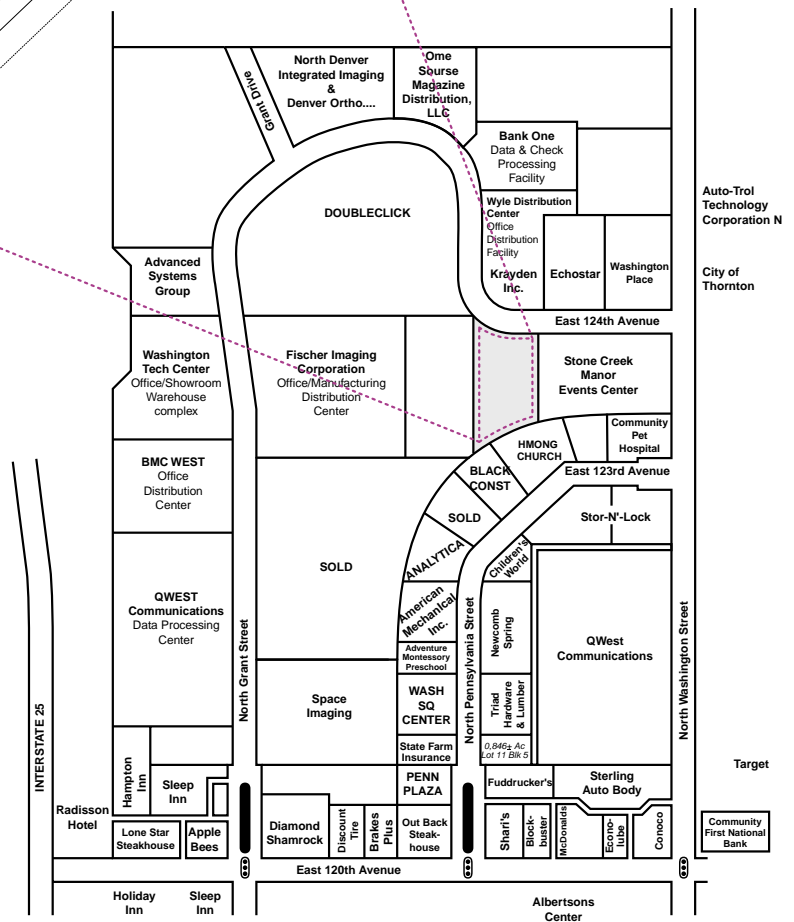 North Denver
Integrated Imaging
&
Denver Ortho....
Ome
Sourse
Magazine
Distribution,
LLC
Grant Drive
Bank One
Data & Check
Processing
Facility
DOUBLECLICK
Wyle Distribution
Center
Office
Distribution
Facility
Krayden
Inc.
Echostar
Washington
Place
Auto-Trol
Technology
Corporation N
City of
Thornton
Advanced
Systems
Group
East 124th Avenue
Washington
Tech Center
Office/Showroom
Warehouse
complex
Fischer Imaging
Corporation
Office/Manufacturing
Distribution
Center
Stone Creek
Manor
Events Center
Community
Pet
Hospital
HMONG
CHURCH
BLACK
CONST
East 123rd Avenue
BMC WEST
Office
Distribution
Center
SOLD
Stor-N'-Lock
ANALYTICA
Children's
World
SOLD
QWEST
Communications
Data Processing
Center
American
Mechanical
Inc.
Newcomb
Spring
QWest
Communications
North Grant Street
North Pennsylvania Street
North Washington Street
Adventure
Montessory
Preschool
Space
Imaging
WASH
SQ
CENTER
Triad
Hardware
& Lumber
INTERSTATE 25
State Farm
Insurance
0,846± Ac
Lot 11 Blk 5
Target
Hampton
Inn
Sleep
Inn
PENN
PLAZA
Fuddrucker's
Sterling
Auto Body
Radisson
Hotel
Lone Star
Steakhouse
Apple
Bees
Diamond
Shamrock
Discount
Tire
Brakes
Plus
Out Back
Steak-
house
Shari's
Block-
buster
McDonalds
Econo-
lube
Conoco
Community
First National
Bank
East 120th Avenue
Holiday
Inn
Sleep
Inn
Albertsons
Center